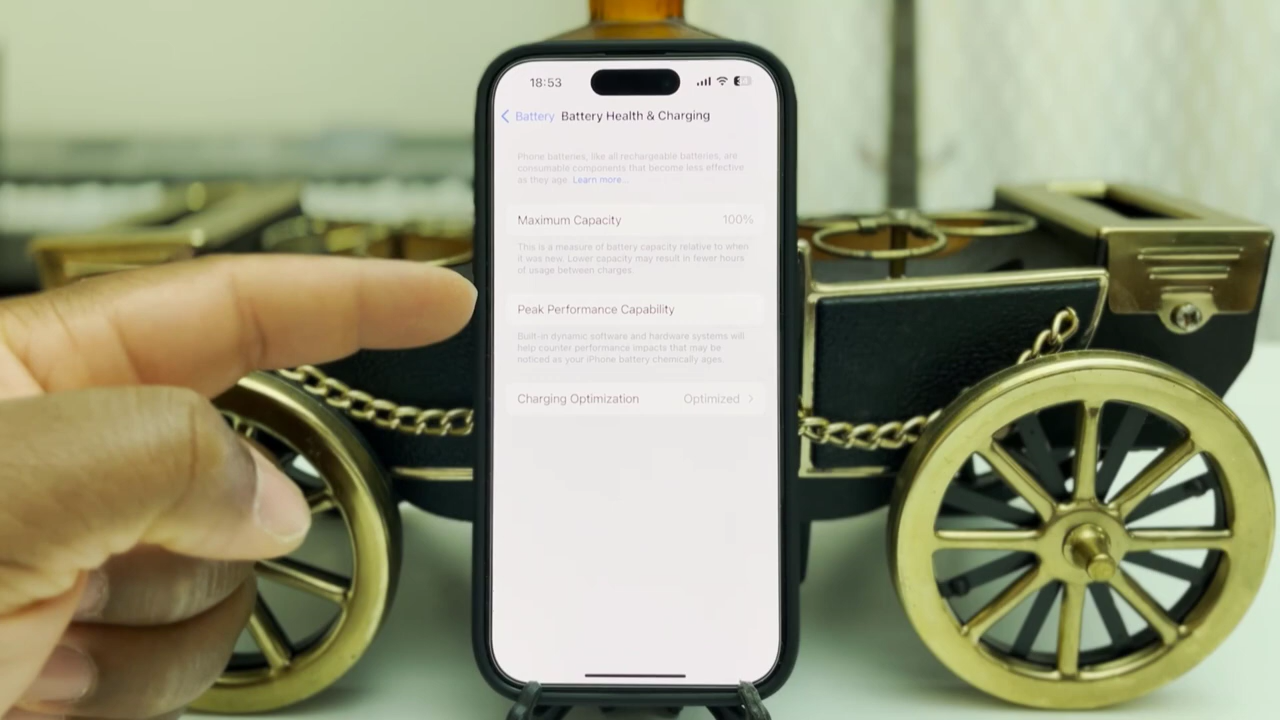 18:53
Battery Battery Health & Charging
Phone batteries, like all rechargeable batteries, are
consumable components that become less effective
as they age. Learn more...
Maximum Capacity 100%
This is a measure of battery capacity relative to when
it was new. Lower capacity may result in fewer hours
of usage between charges.
Peak Performance Capability
Built-in dynamic software and hardware systems will
help counter performance impacts that may be
noticed as your iPhone battery chemically ages.
Charging Optimization Optimized